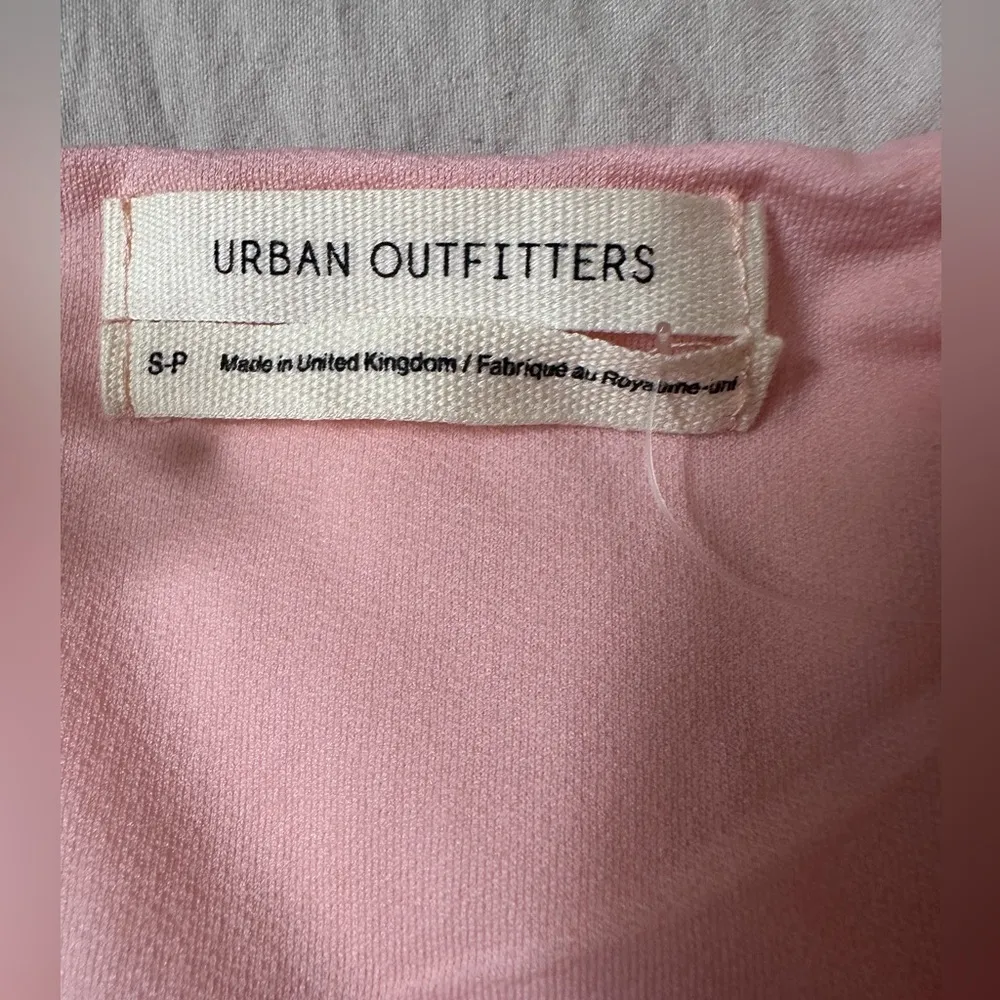 URBAN OUTFITTERS
S-P Made in United Kingdom / Fabrique au Royaume-uni